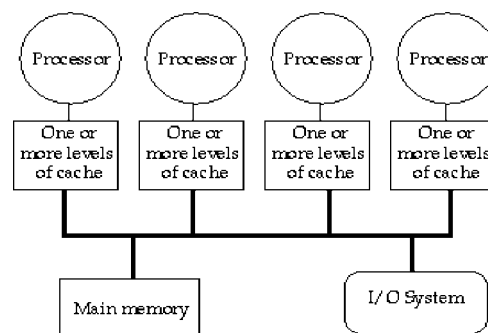 Processor
Processor
Processor
Processor
One or
more levels
of cache
One or
more levels
of cache
One or
more levels
of cache
One or
more levels
of cache
Main memory
I/O System